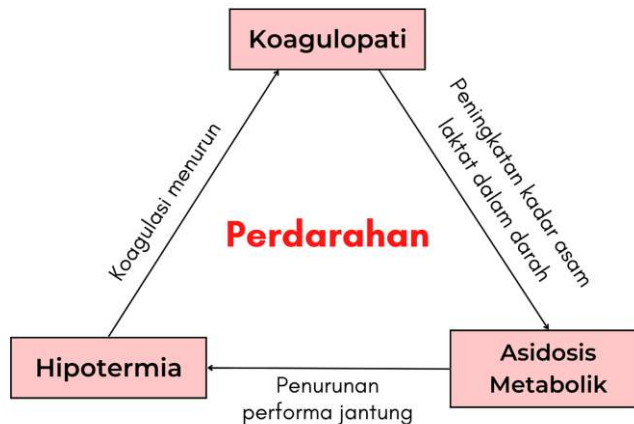 Koagulopati
Koagulasi menurun
Peningkatan kadar asam
laktat dalam darah
Perdarahan
Hipotermia
Asidosis
Metabolik
Penurunan
performa jantung